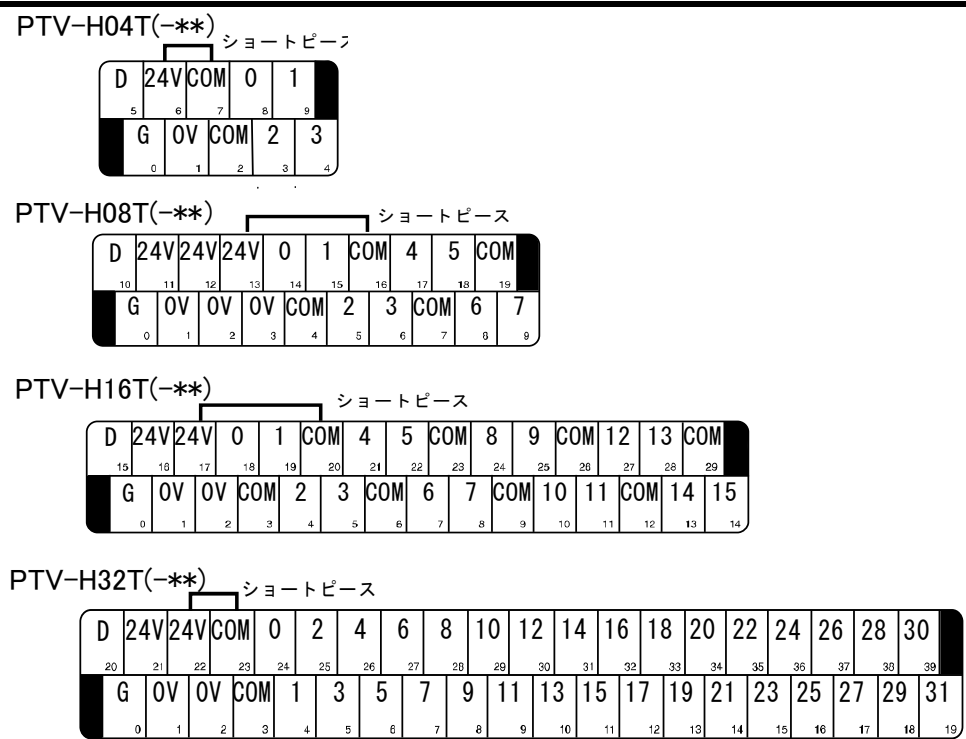 PTV-H04T(-**)
ショートピース
D 24V COM 0 1
5 6 7 8 9
G 0V COM 2 3
0 1 2 3 4
PTV-H08T(-**)
ショートピース
D 24V 24V 24V 0 1 COM 4 5 COM
10 11 12 13 14 15 16 17 18 19
G 0V 0V 0V COM 2 3 COM 6 7
0 1 2 3 4 5 6 7 8 9
PTV-H16T(-**)
ショートピース
D 24V 24V 0 1 COM 4 5 COM 8 9 COM 12 13 COM
15 16 17 18 19 20 21 22 23 24 25 26 27 28 29
G 0V 0V COM 2 3 COM 6 7 COM 10 11 COM 14 15
0 1 2 3 4 5 6 7 8 9 10 11 12 13 14
PTV-H32T(-**)
ショートピース
D 24V 24V COM 0 2 4 6 8 10 12 14 16 18 20 22 24 26 28 30
20 21 22 23 24 25 26 27 28 29 30 31 32 33 34 35 36 37 38 39
G 0V 0V COM 1 3 5 7 9 11 13 15 17 19 21 23 25 27 29 31
0 1 2 3 4 5 6 7 8 9 10 11 12 13 14 15 16 17 18 19